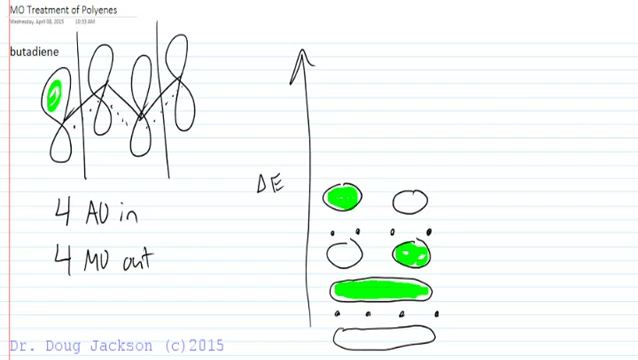 MO Treatment of Polyenes
Wednesday, April 08, 2015 10:55 AM
butadiene
ΔE
4 AO in
4 MO out
Dr. Doug Jackson (c)2015